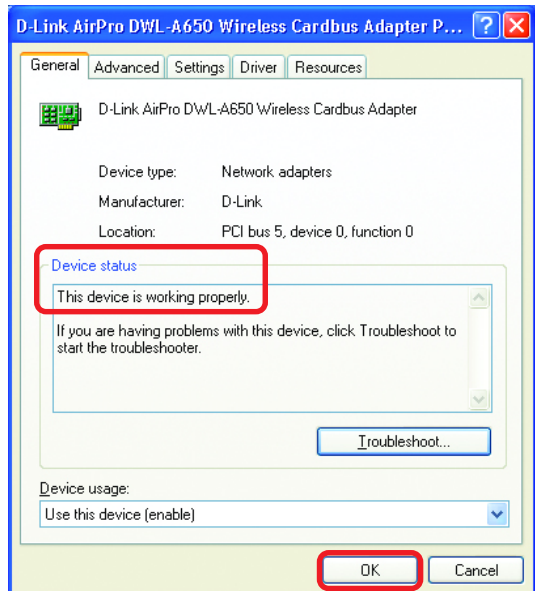 D-Link AirPro DWL-A650 Wireless Cardbus Adapter P...
General
Advanced
Settings
Driver
Resources
D-Link AirPro DWL-A650 Wireless Cardbus Adapter
Device type: Network adapters
Manufacturer: D-Link
Location: PCI bus 5, device 0, function 0
Device status
This device is working properly.
If you are having problems with this device, click Troubleshoot to
start the troubleshooter.
Troubleshoot...
Device usage:
Use this device (enable)
OK
Cancel